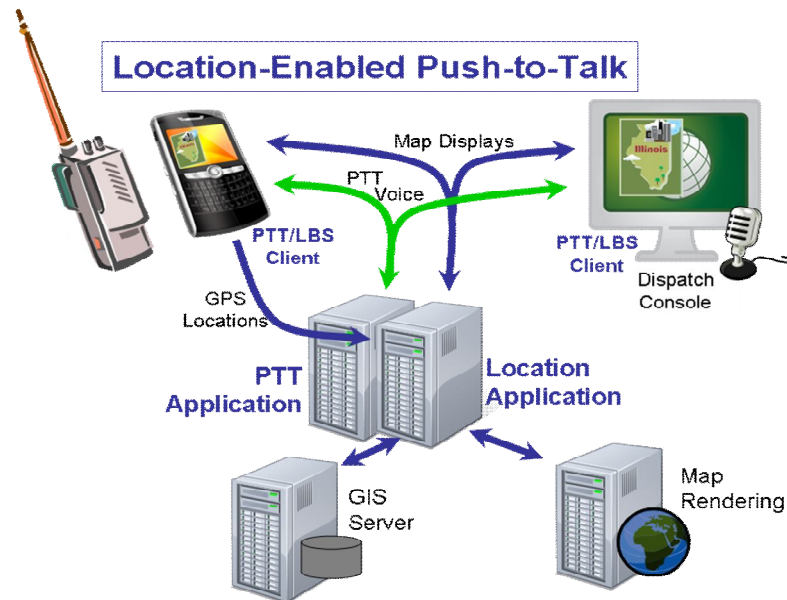 Location-Enabled Push-to-Talk
Map Displays
PTT
Voice
Illinois
PTT/LBS
Client
PTT/LBS
Client
Dispatch
Console
GPS
Locations
PTT
Application
Location
Application
GIS
Server
Map
Rendering